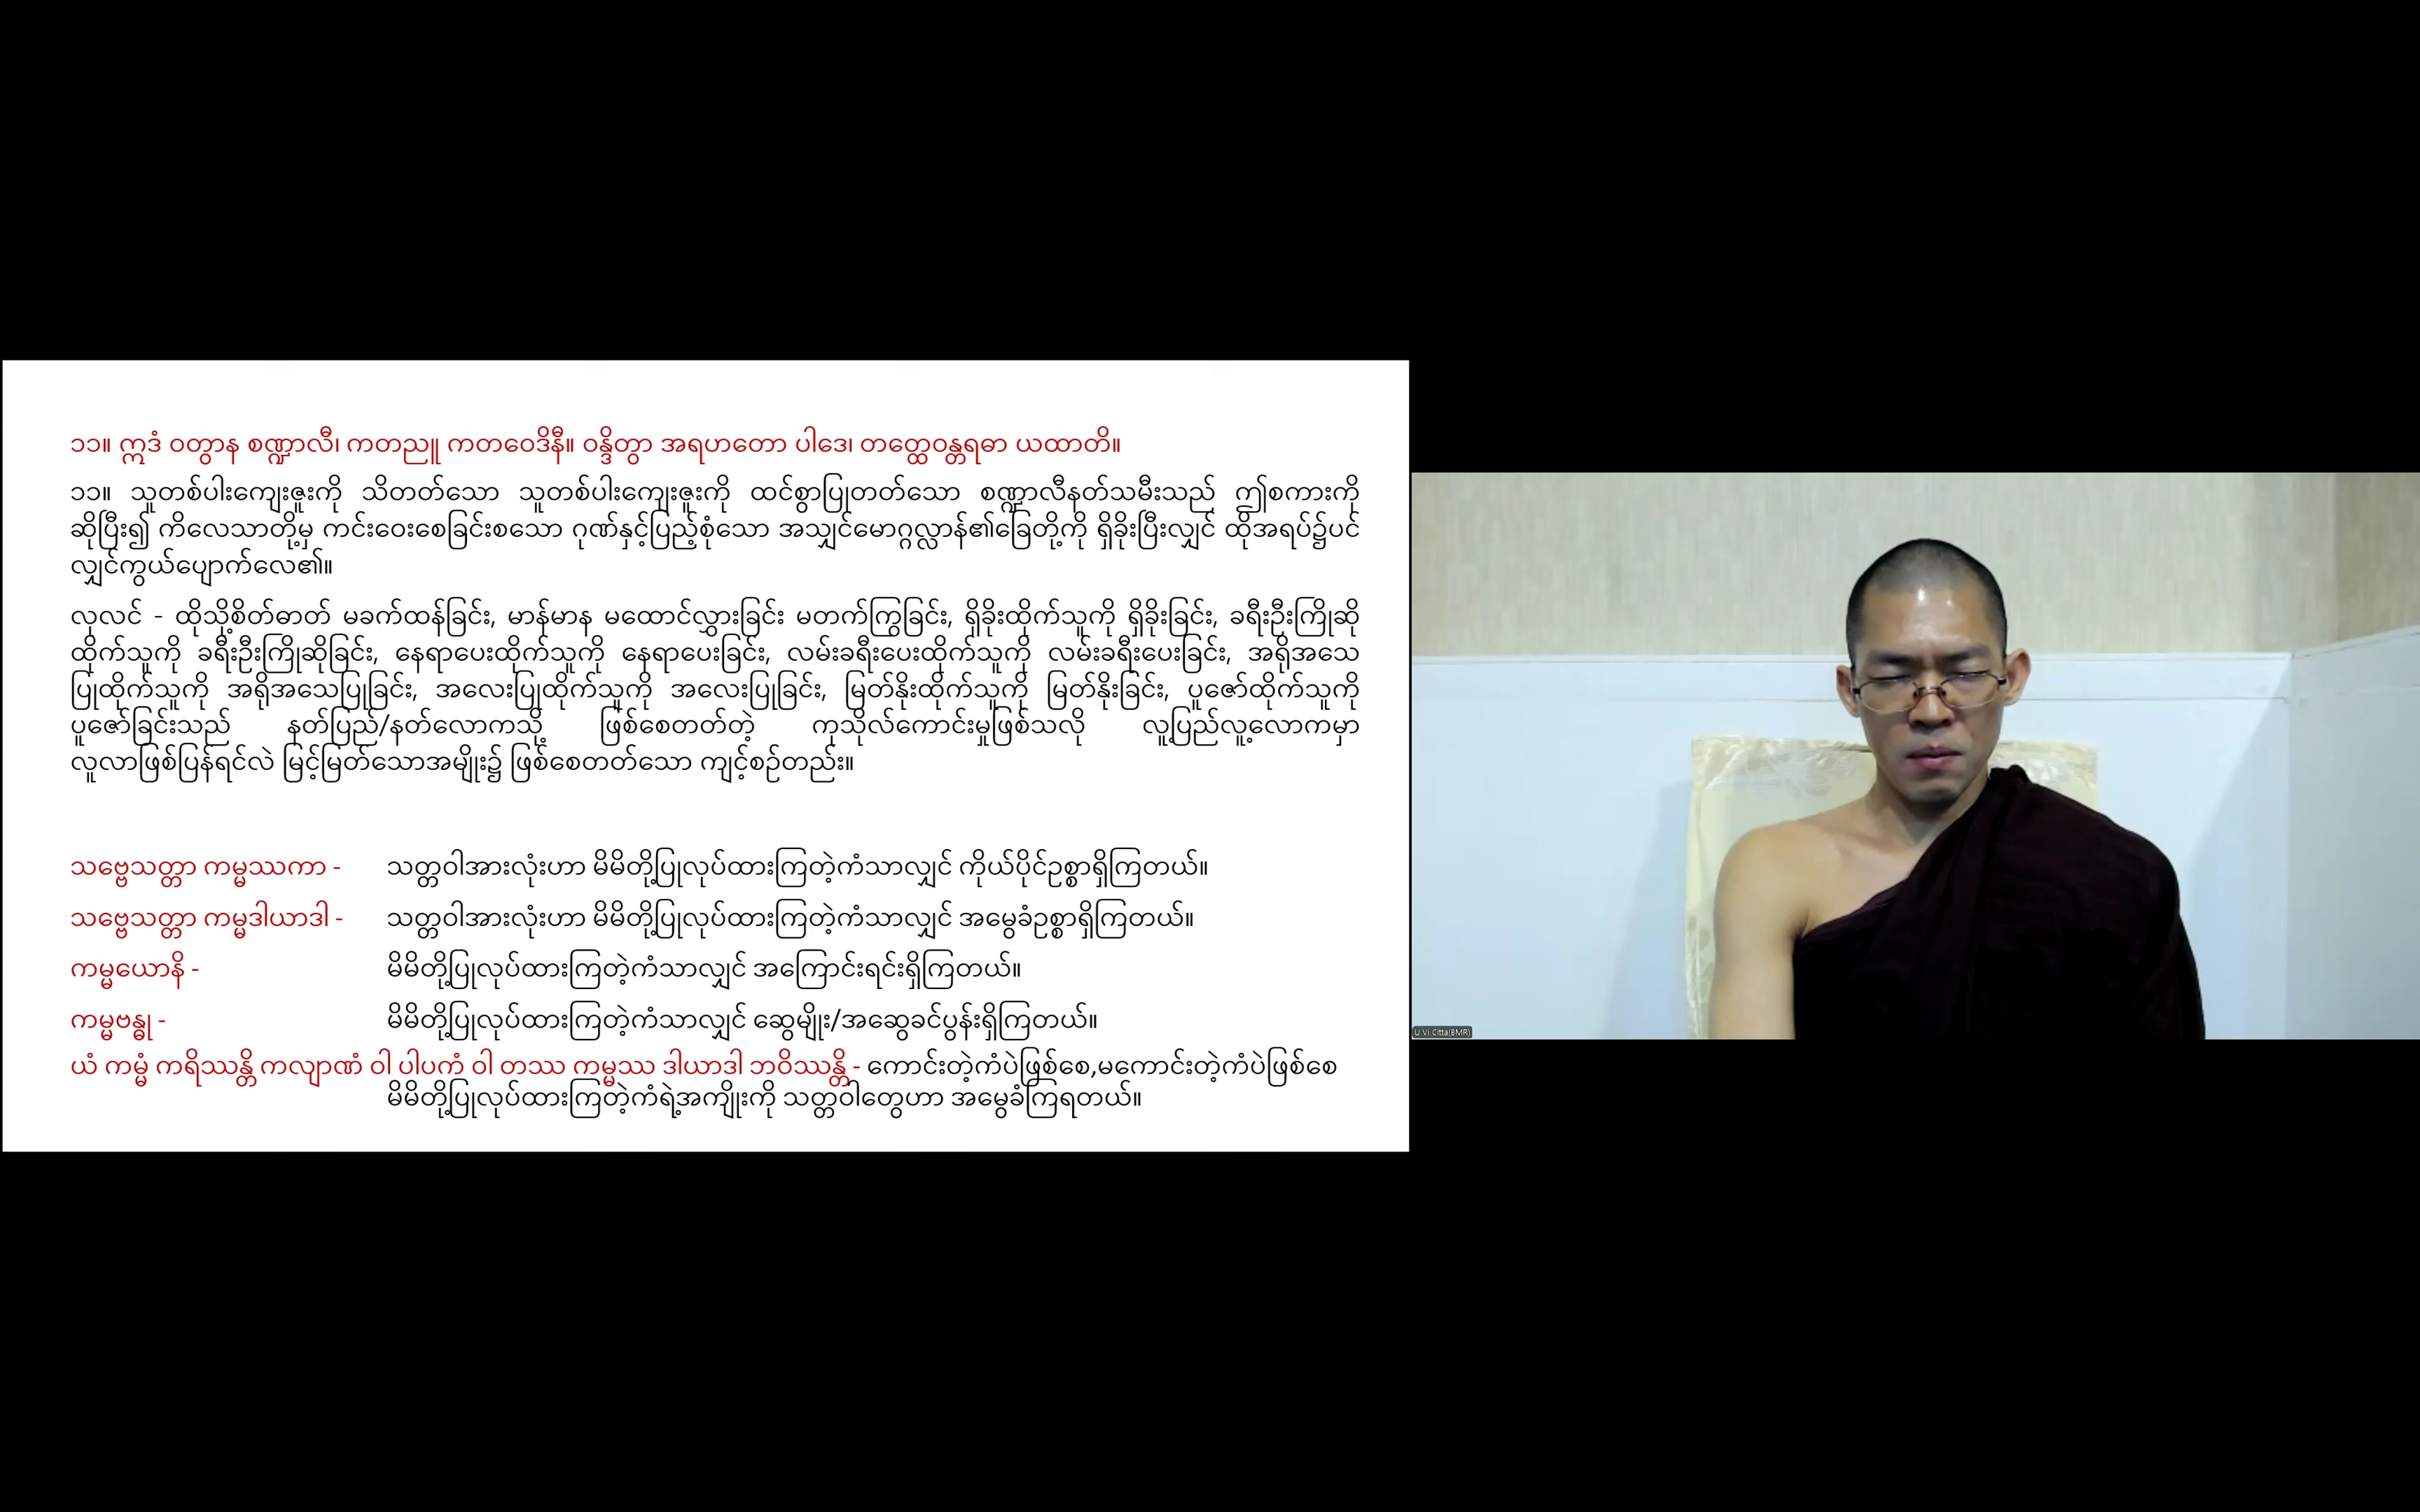 ၁၁။ ဣဒံ ဝတွာန စဏ္ဍာလီ၊ ကတညူ ကတဝေဒိနီ။ ဝန္ဒိတွာ အရဟတော ပါဒေ၊ တတ္ထေဝန္တရဓာ ယထာတိ။
၁၁။ သူတစ်ပါးကျေးဇူးကို သိတတ်သော သူတစ်ပါးကျေးဇူးကို ထင်စွာပြုတတ်သော စဏ္ဍာလီနတ်သမီးသည် ဤစကားကို
ဆိုပြီး၍ ကိလေသာတို့မှ ကင်းဝေးစေခြင်းစသော ဂုဏ်နှင့်ပြည့်စုံသော အသျှင်မောဂ္ဂလ္လာန်၏ခြေတို့ကို ရှိခိုးပြီးလျှင် ထိုအရပ်၌ပင်
လျှင်ကွယ်ပျောက်လေ၏။
လုလင် - ထိုသို့စိတ်ဓာတ် မခက်ထန်ခြင်း, မာန်မာန မထောင်လွှားခြင်း မတက်ကြွခြင်း, ရှိခိုးထိုက်သူကို ရှိခိုးခြင်း, ခရီးဦးကြိုဆို
ထိုက်သူကို ခရီးဦးကြိုဆိုခြင်း, နေရာပေးထိုက်သူကို နေရာပေးခြင်း, လမ်းခရီးပေးထိုက်သူကို လမ်းခရီးပေးခြင်း, အရိုအသေ
ပြုထိုက်သူကို အရိုအသေပြုခြင်း, အလေးပြုထိုက်သူကို အလေးပြုခြင်း, မြတ်နိုးထိုက်သူကို မြတ်နိုးခြင်း, ပူဇော်ထိုက်သူကို
ပူဇော်ခြင်းသည် နတ်ပြည်/နတ်လောကသို့ ဖြစ်စေတတ်တဲ့ ကုသိုလ်ကောင်းမှုဖြစ်သလို လူ့ပြည်လူ့လောကမှာ
လူလာဖြစ်ပြန်ရင်လဲ မြင့်မြတ်သောအမျိုး၌ ဖြစ်စေတတ်သော ကျင့်စဉ်တည်း။
သဗ္ဗေသတ္တာ ကမ္မဿကာ - သတ္တဝါအားလုံးဟာ မိမိတို့ပြုလုပ်ထားကြတဲ့ကံသာလျှင် ကိုယ်ပိုင်ဥစ္စာရှိကြတယ်။
သဗ္ဗေသတ္တာ ကမ္မဒါယာဒါ - သတ္တဝါအားလုံးဟာ မိမိတို့ပြုလုပ်ထားကြတဲ့ကံသာလျှင် အမွေခံဥစ္စာရှိကြတယ်။
ကမ္မယောနိ - မိမိတို့ပြုလုပ်ထားကြတဲ့ကံသာလျှင် အကြောင်းရင်းရှိကြတယ်။
ကမ္မဗန္ဓု - မိမိတို့ပြုလုပ်ထားကြတဲ့ကံသာလျှင် ဆွေမျိုး/အဆွေခင်ပွန်းရှိကြတယ်။
ယံ ကမ္မံ ကရိဿန္တိ ကလျာဏံ ဝါ ပါပကံ ဝါ တဿ ကမ္မဿ ဒါယာဒါ ဘဝိဿန္တိ - ကောင်းတဲ့ကံပဲဖြစ်စေ,မကောင်းတဲ့ကံပဲဖြစ်စေ
မိမိတို့ပြုလုပ်ထားကြတဲ့ကံရဲ့အကျိုးကို သတ္တဝါတွေဟာ အမွေခံကြရတယ်။
U Vi Citta(BMR)